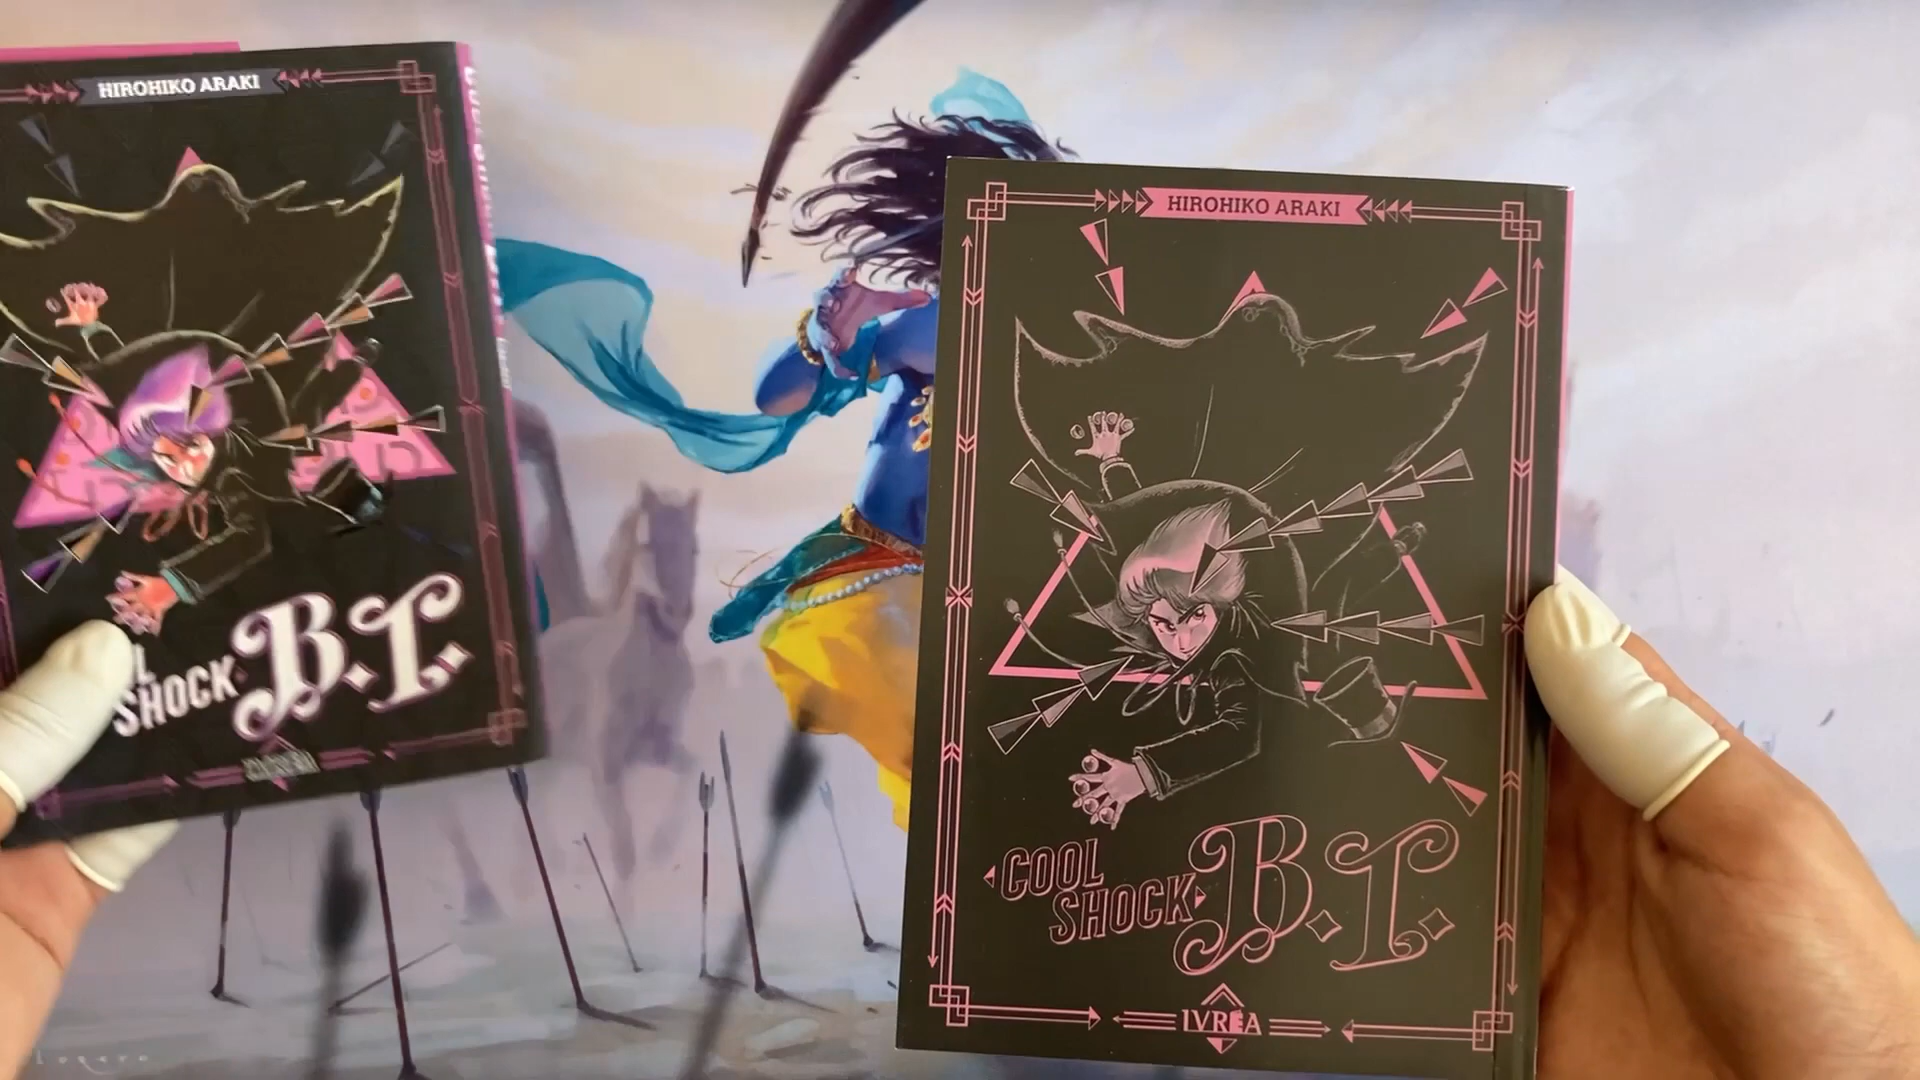 HIROHIKO ARAKI
SHOCK
B.I.
HIROHIKO ARAKI
COOL
SHOCK
B.I.
IVREA